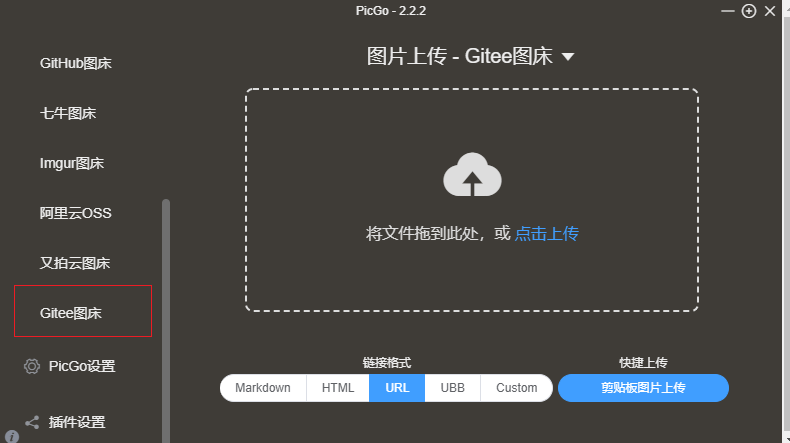 PicGo - 2.2.2
GitHub图床
七牛图床
Imgur图床
阿里云OSS
又拍云图床
Gitee图床
PicGo设置
插件设置
图片上传 - Gitee图床
将文件拖到此处，或 点击上传
链接格式
Markdown HTML URL UBB Custom
快捷上传
剪贴板图片上传